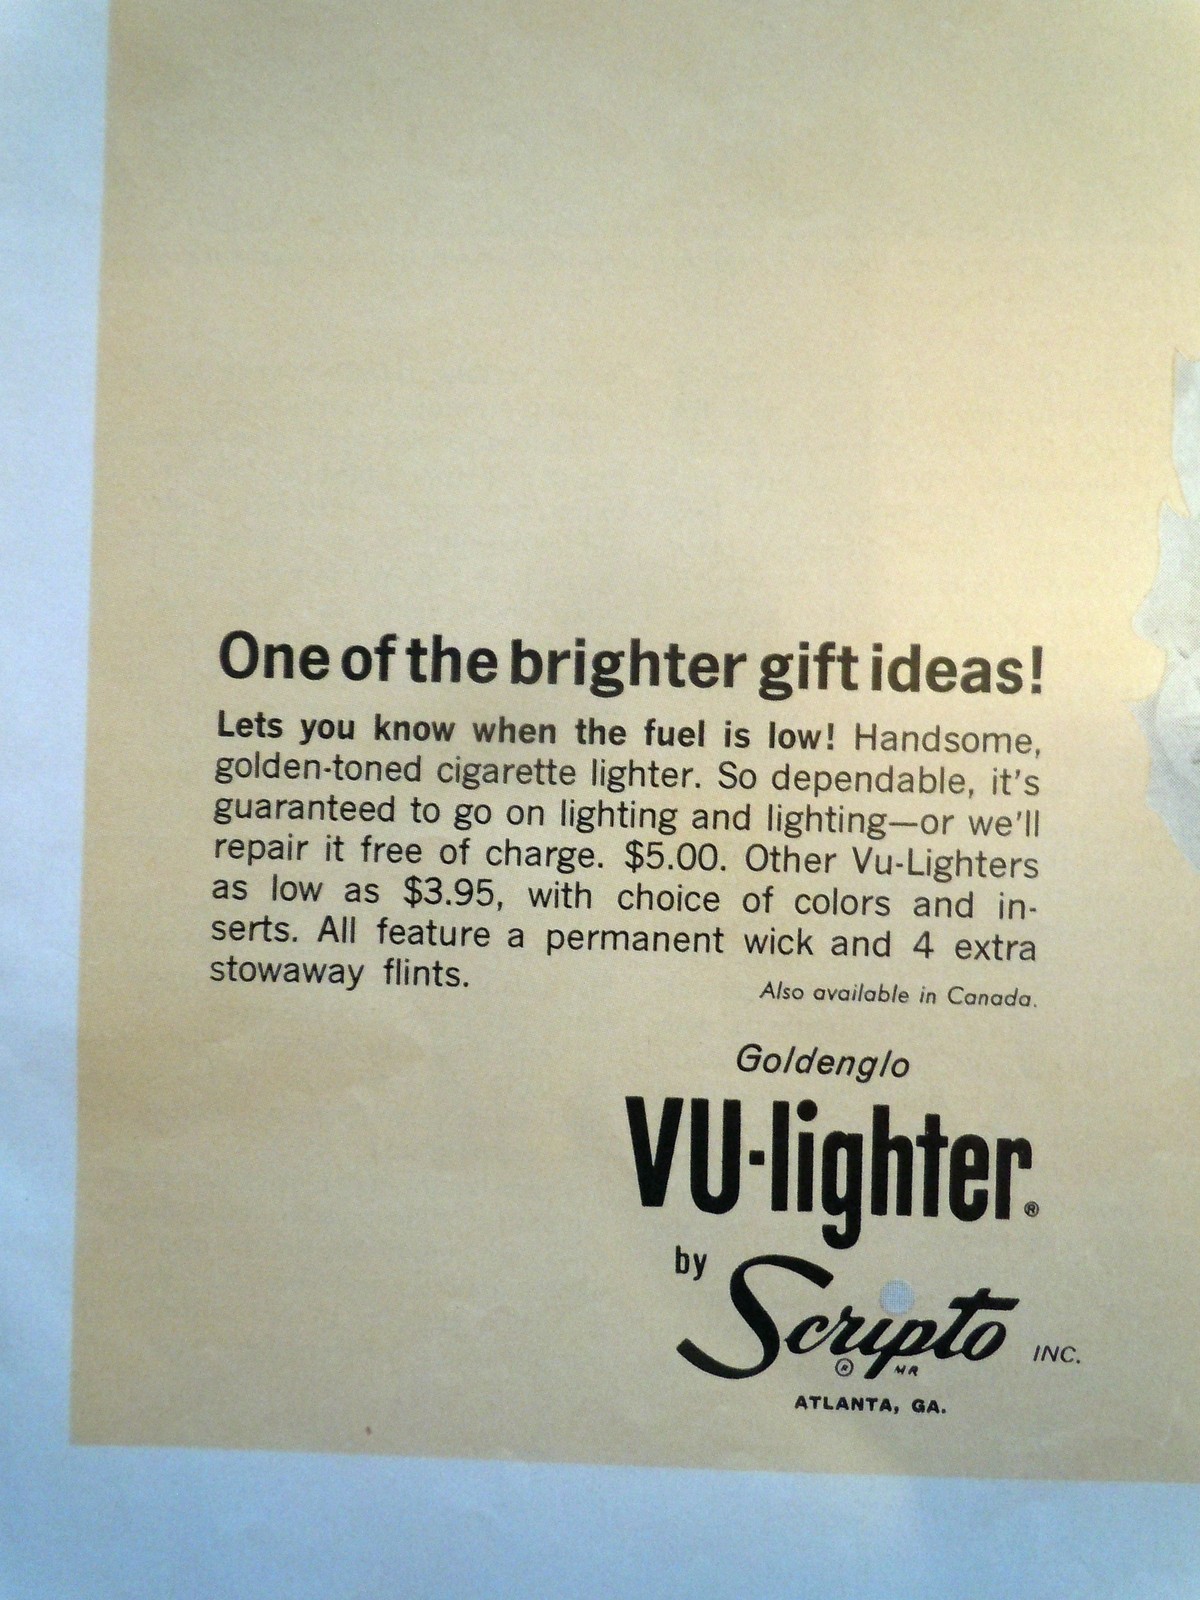 One of the brighter gift ideas!
Lets you know when the fuel is low! Handsome,
golden-toned cigarette lighter. So dependable, it's
guaranteed to go on lighting and lighting—or we'll
repair it free of charge. $5.00. Other Vu-Lighters
as low as $3.95, with choice of colors and in-
serts. All feature a permanent wick and 4 extra
stowaway flints.
Also available in Canada.
Goldenglo
VU-lighter®
by
Scripto INC.
® MR
ATLANTA, GA.